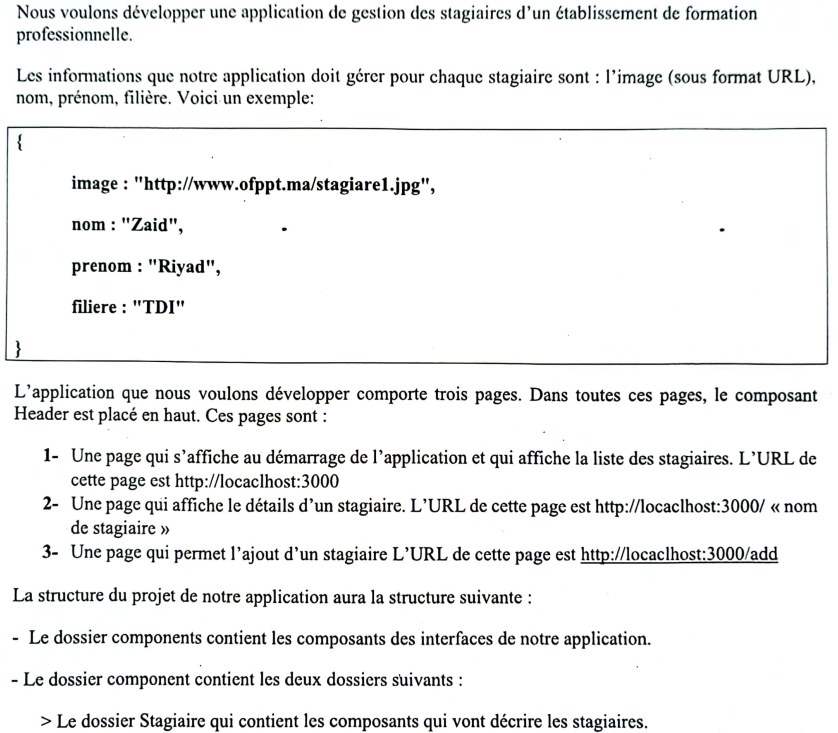 Nous voulons développer une application de gestion des stagiaires d'un établissement de formation
professionnelle.
Les informations que notre application doit gérer pour chaque stagiaire sont : l'image (sous format URL),
nom, prénom, filière. Voici un exemple:
{
image : "http://www.ofppt.ma/stagiare1.jpg",
nom : "Zaid",
prenom : "Riyad",
filiere : "TDI"
}
L'application que nous voulons développer comporte trois pages. Dans toutes ces pages, le composant
Header est placé en haut. Ces pages sont :
1- Une page qui s'affiche au démarrage de l'application et qui affiche la liste des stagiaires. L'URL de
cette page est http://locaclhost:3000
2- Une page qui affiche le détails d'un stagiaire. L'URL de cette page est http://locaclhost:3000/ « nom
de stagiaire »
3- Une page qui permet l'ajout d'un stagiaire L'URL de cette page est http://locaclhost:3000/add
La structure du projet de notre application aura la structure suivante :
- Le dossier components contient les composants des interfaces de notre application.
- Le dossier component contient les deux dossiers suivants :
> Le dossier Stagiaire qui contient les composants qui vont décrire les stagiaires.